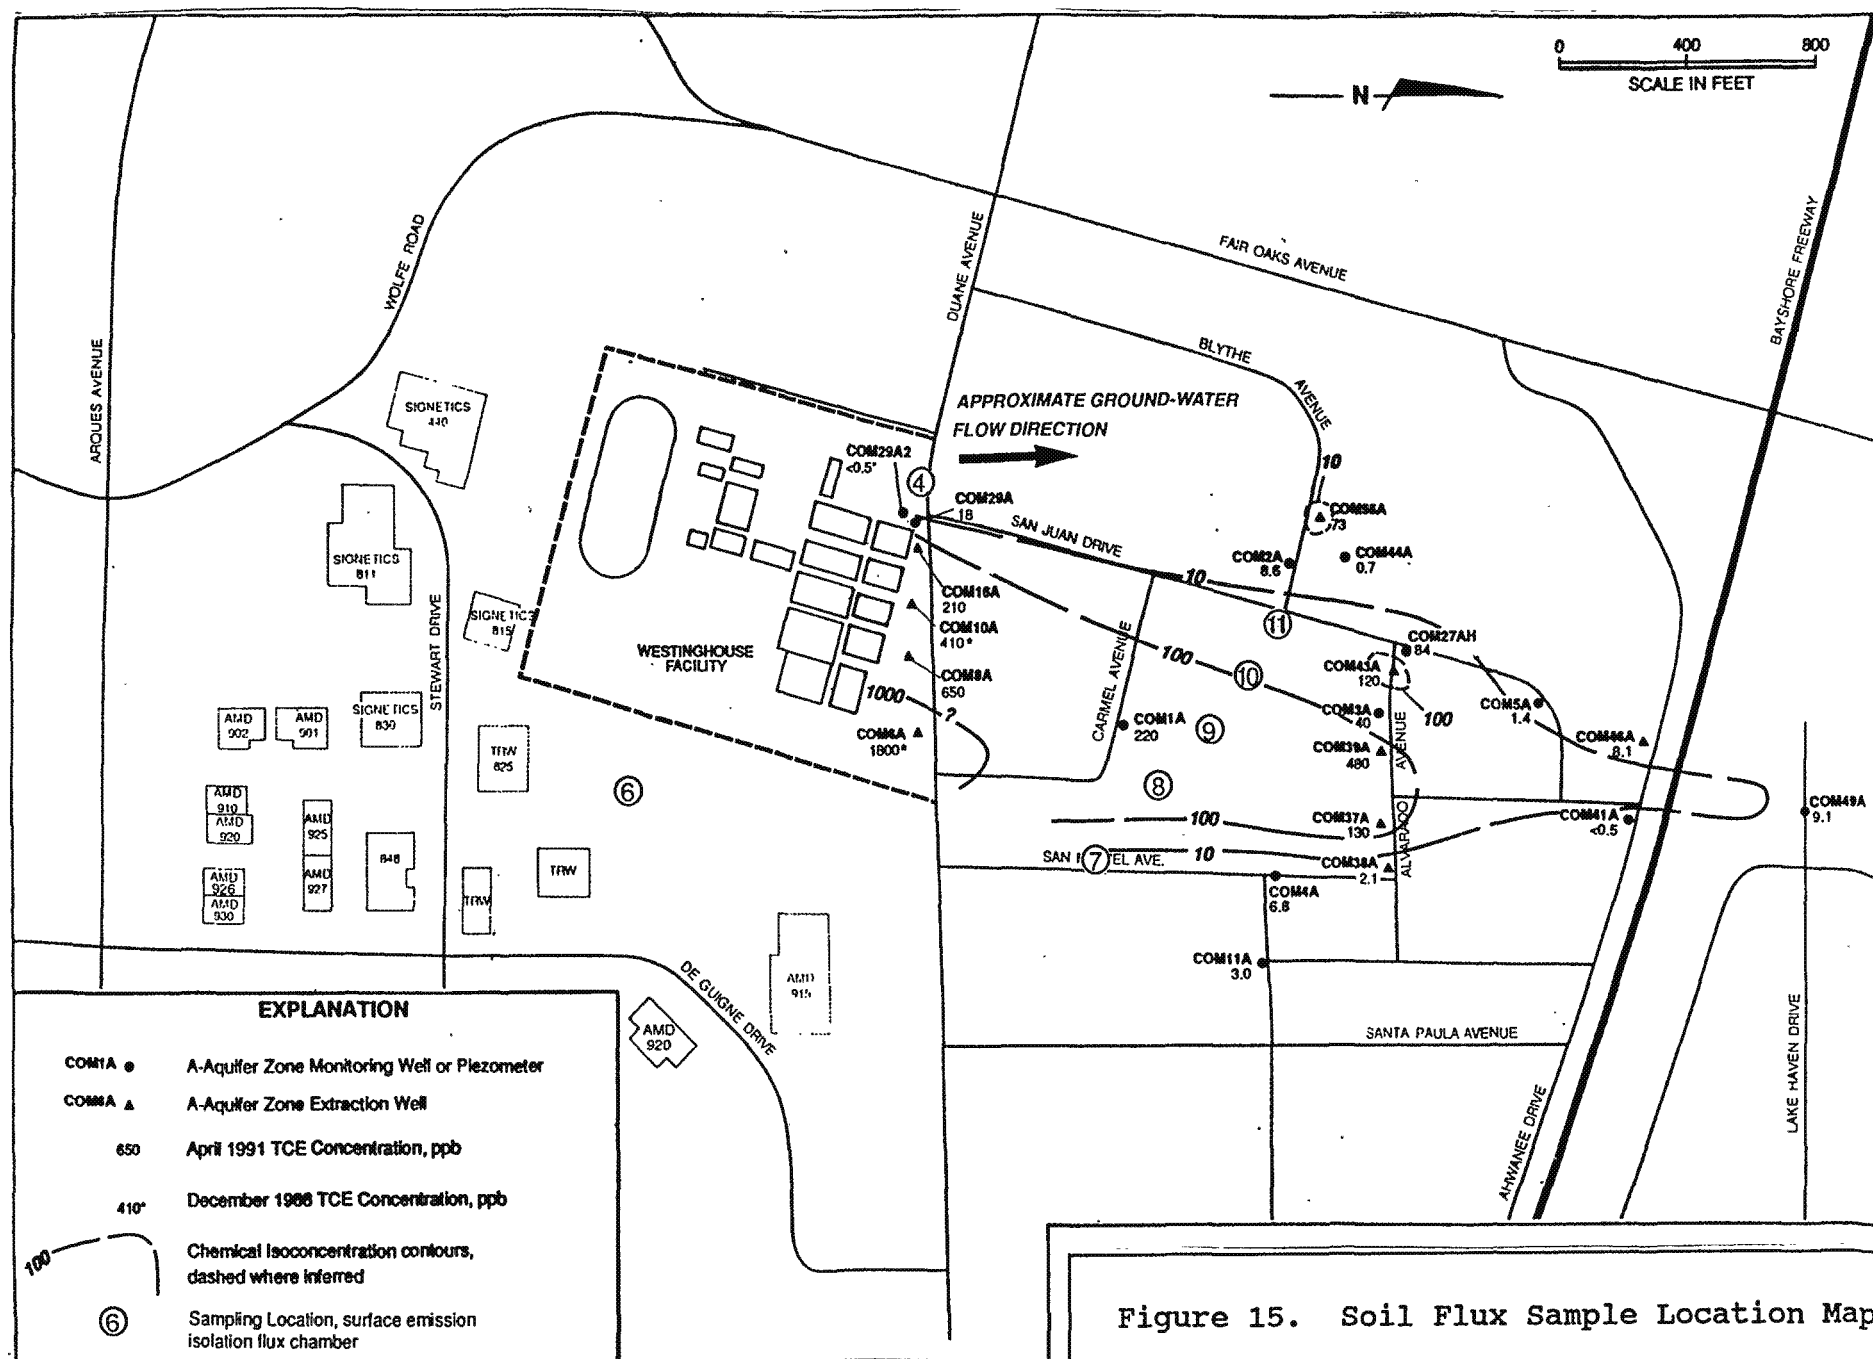 0 400 800
SCALE IN FEET
N
ARQUES AVENUE
WOLFE ROAD
DUANE AVENUE
FAIR OAKS AVENUE
BAYSHORE FREEWAY
BLYTHE
AVENUE
SIGNETICS
440
APPROXIMATE GROUND-WATER
FLOW DIRECTION
COM29A2
<0.5*
4
COM29A
18
SAN JUAN DRIVE
10
COM56A
73
COM2A
8.6
COM44A
0.7
SIGNETICS
811
SIGNETICS
815
STEWART DRIVE
COM16A
210
COM10A
410*
COM9A
650
WESTINGHOUSE
FACILITY
1000
?
COM6A
1800*
10
11
CARMEL AVENUE
100
10
COM27AH
84
COM43A
120
100
COM3A
40
COM5A
1.4
COM1A
220
9
COM39A
480
AVENUE
COM46A
8.1
SIGNETICS
830
AMD
902
AMD
901
TRW
825
6
8
AMD
910
AMD
920
AMD
925
100
COM37A
130
ALVARADO
COM41A
<0.5
COM49A
9.1
848
TRW
TRW
SAN
7
EL AVE.
10
COM38A
2.1
AMD
926
AMD
930
AMD
927
COM4A
6.8
COM11A
3.0
DE GUIGNE DRIVE
AMD
915
AMD
920
SANTA PAULA AVENUE
AHWANEE DRIVE
LAKE HAVEN DRIVE
EXPLANATION
COM1A A-Aquifer Zone Monitoring Well or Piezometer
COM6A A-Aquifer Zone Extraction Well
650 April 1991 TCE Concentration, ppb
410* December 1986 TCE Concentration, ppb
100 Chemical Isoconcentration contours,
dashed where inferred
6 Sampling Location, surface emission
isolation flux chamber
Figure 15. Soil Flux Sample Location Map